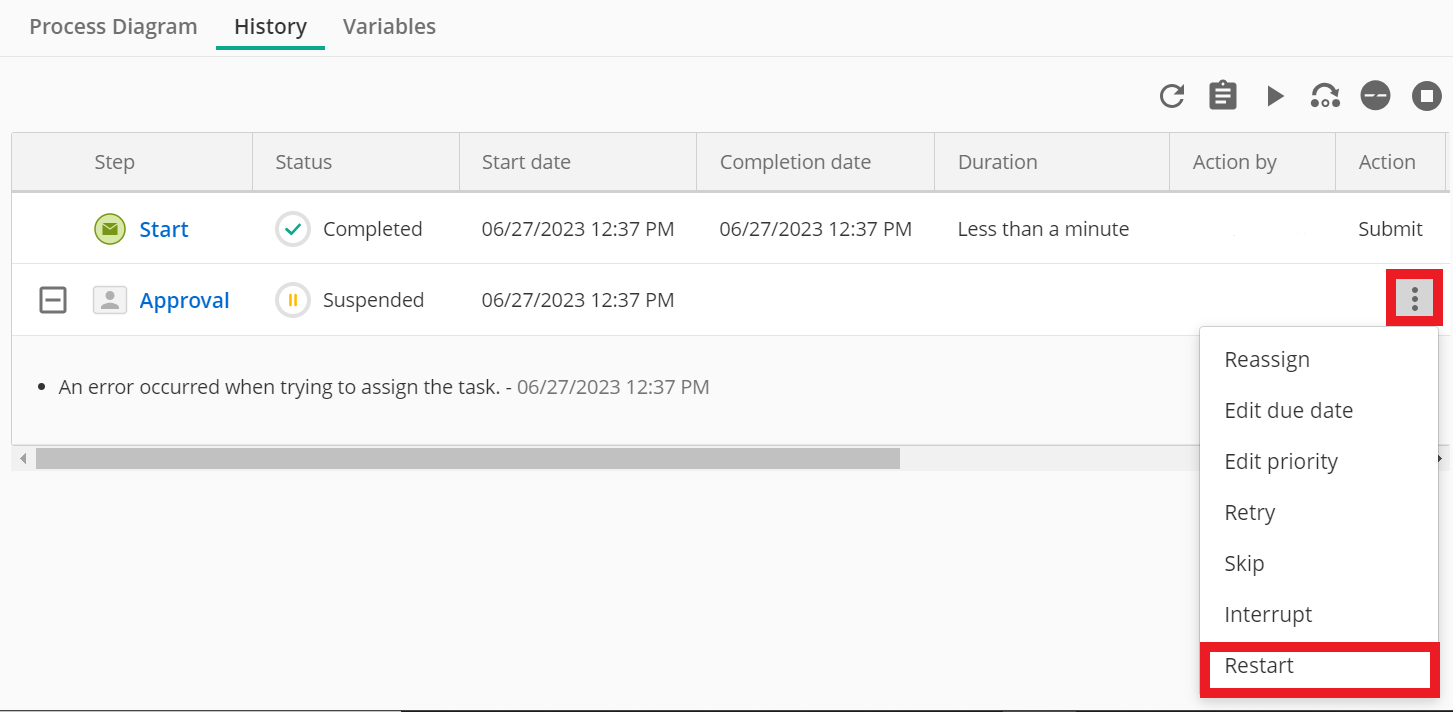 Process Diagram History Variables
Step Status Start date Completion date Duration Action by Action
Start Completed 06/27/2023 12:37 PM 06/27/2023 12:37 PM Less than a minute Submit
Approval Suspended 06/27/2023 12:37 PM
• An error occurred when trying to assign the task. - 06/27/2023 12:37 PM
Reassign
Edit due date
Edit priority
Retry
Skip
Interrupt
Restart